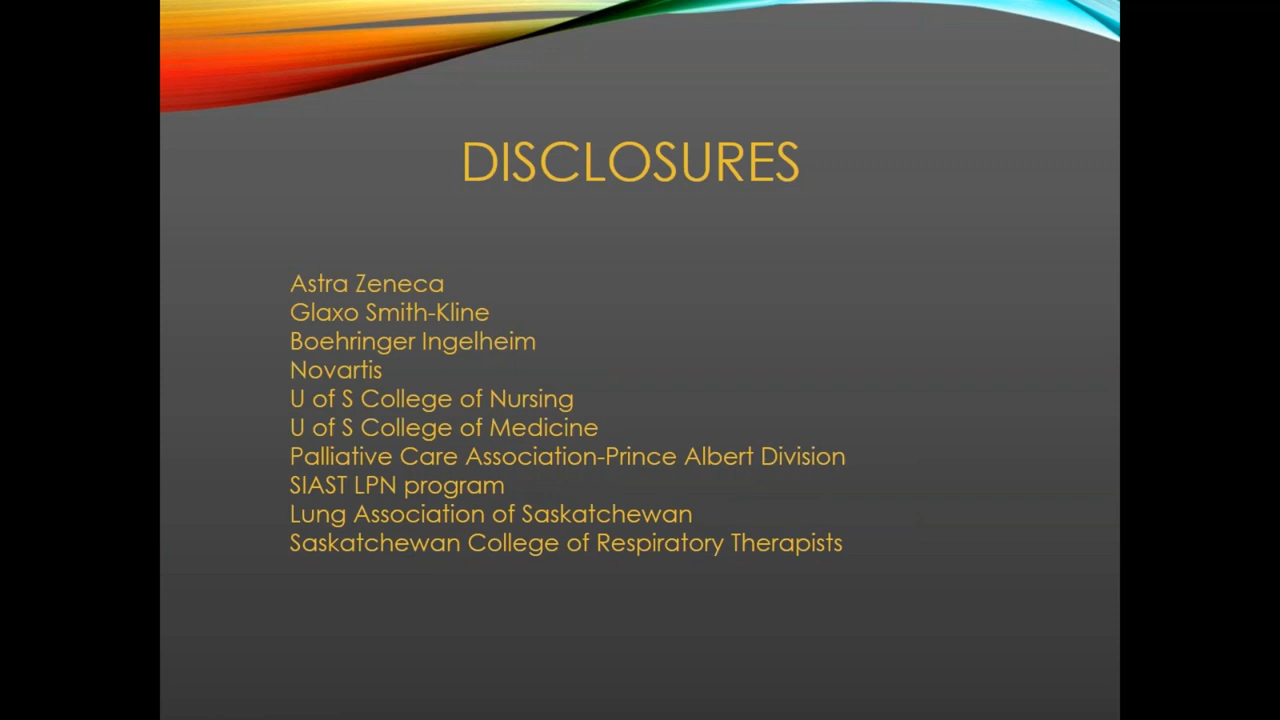 DISCLOSURES
Astra Zeneca
Glaxo Smith-Kline
Boehringer Ingelheim
Novartis
U of S College of Nursing
U of S College of Medicine
Palliative Care Association-Prince Albert Division
SIAST LPN program
Lung Association of Saskatchewan
Saskatchewan College of Respiratory Therapists